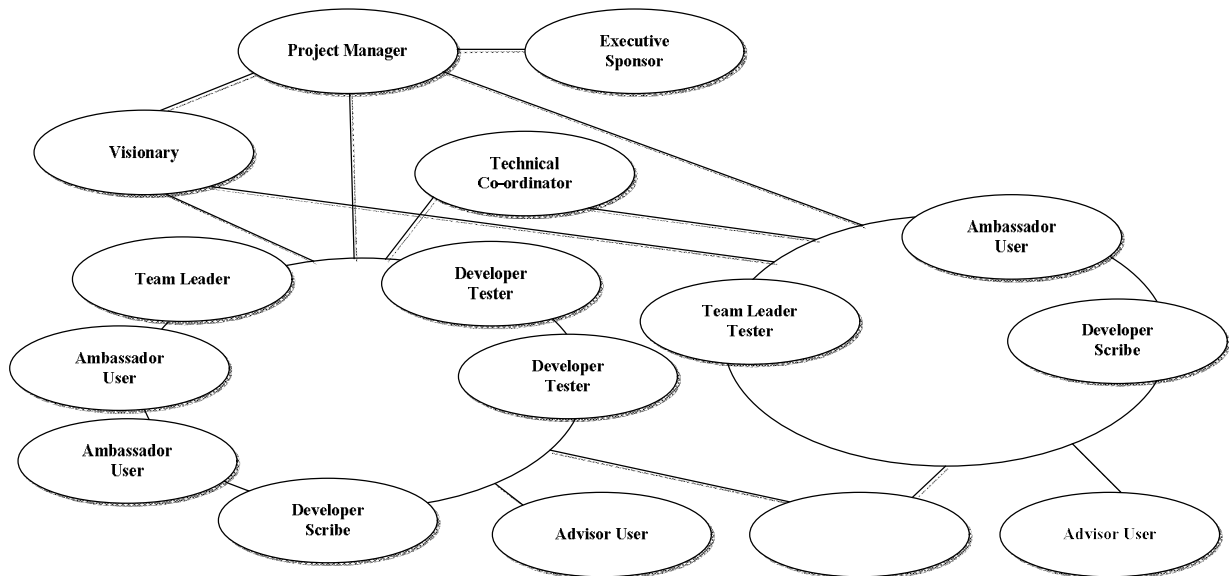 Project Manager
Executive
Sponsor
Visionary
Technical
Co-ordinator
Ambassador
User
Team Leader
Developer
Tester
Team Leader
Tester
Developer
Scribe
Ambassador
User
Developer
Tester
Ambassador
User
Developer
Scribe
Advisor User
Advisor User